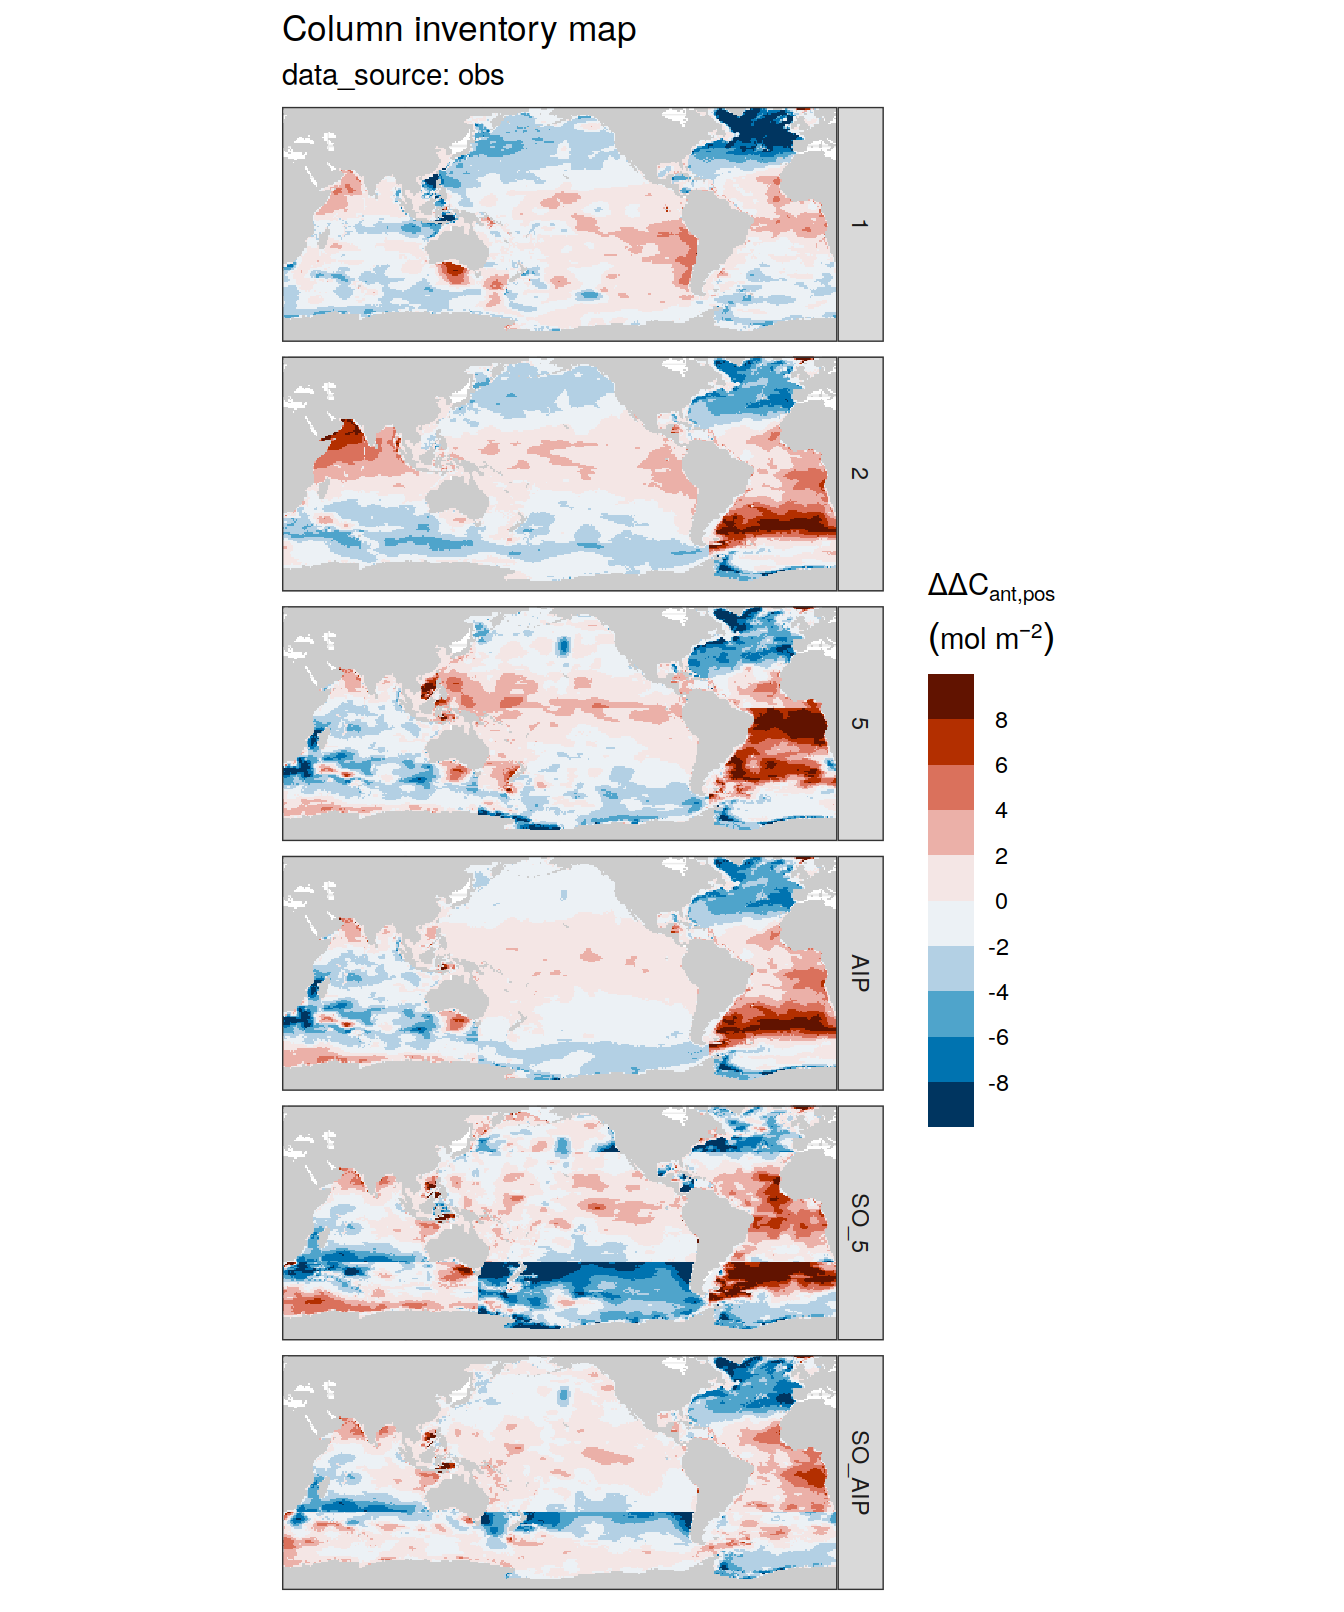 Column inventory map
data_source: obs
1
2
5
AIP
SO_5
SO_AIP
ΔΔCant,pos
(mol m−2)
8
6
4
2
0
-2
-4
-6
-8